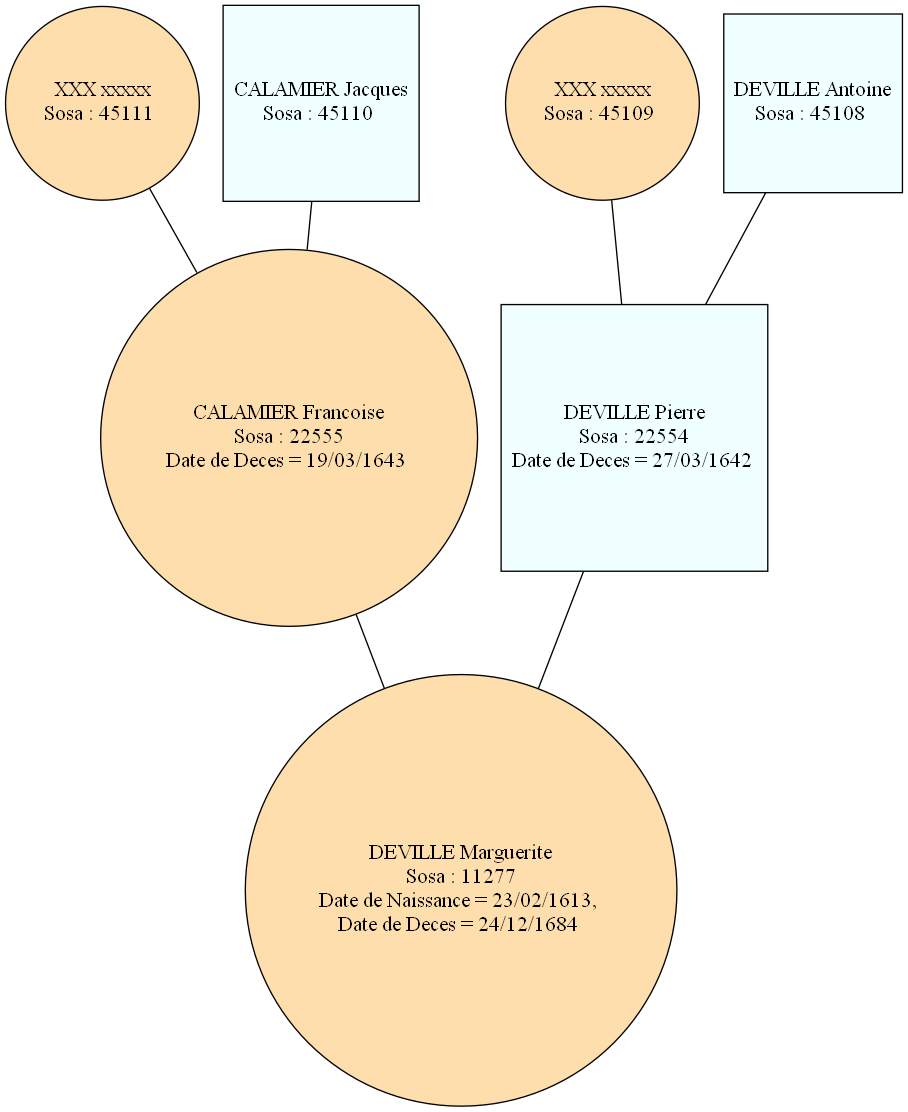 XXX xxxxx
Sosa : 45111
CALAMIER Jacques
Sosa : 45110
XXX xxxxx
Sosa : 45109
DEVILLE Antoine
Sosa : 45108
CALAMIER Francoise
Sosa : 22555
Date de Deces = 19/03/1643
DEVILLE Pierre
Sosa : 22554
Date de Deces = 27/03/1642
DEVILLE Marguerite
Sosa : 11277
Date de Naissance = 23/02/1613,
Date de Deces = 24/12/1684